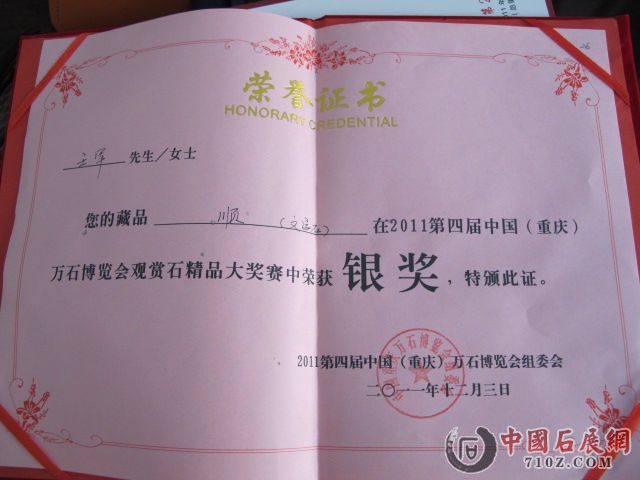 荣誉证书
HONORARY CREDENTIAL
王军 先生／女士
您的藏品 顺 在2011第四届中国（重庆）
万石博览会观赏石精品大奖赛中荣获 银奖，特颁此证。
2011第四届中国（重庆）万石博览会组委会
二〇一一年十二月三日
中國石展網
710Z.COM